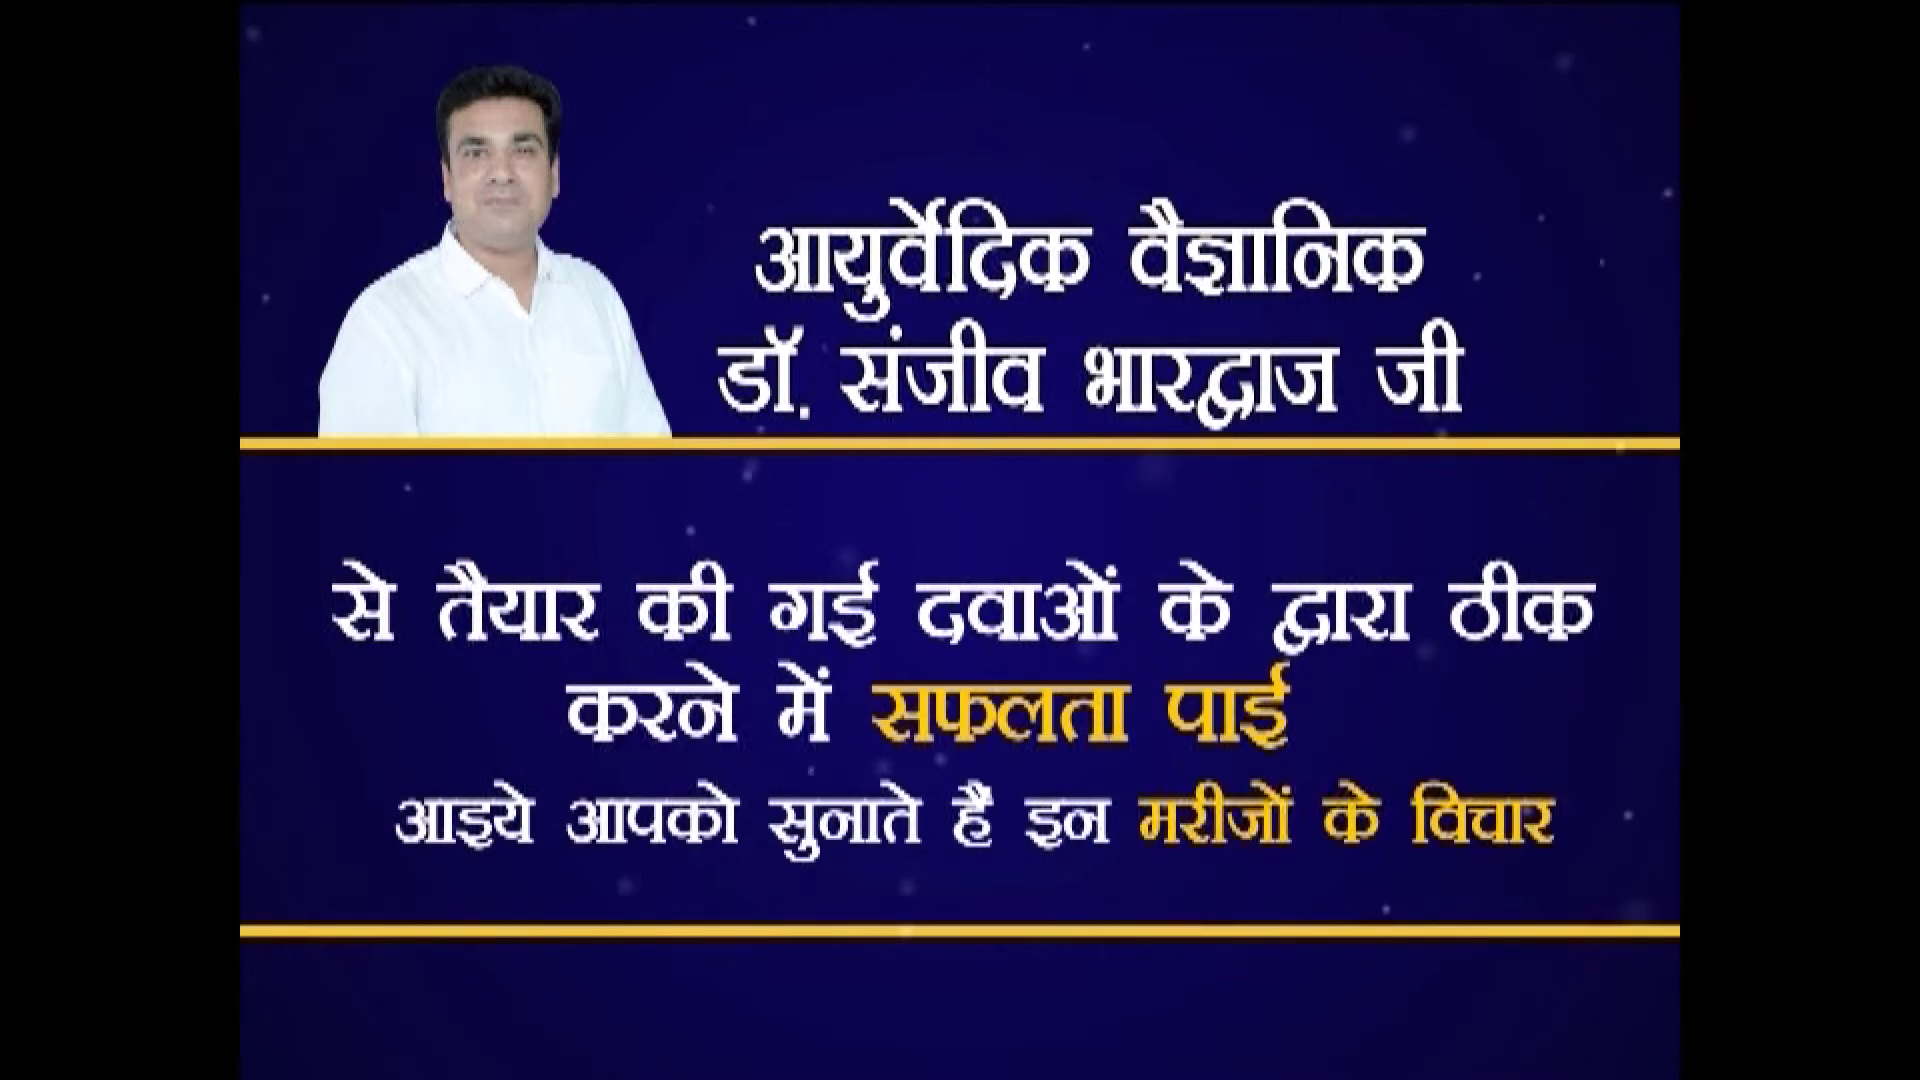 आयुर्वेदिक वैज्ञानिक
डॉ. संजीव भारद्वाज जी
से तैयार की गई दवाओं के द्वारा ठीक
करने में सफलता पाई
आइये आपको सुनाते हैं इन मरीजों के विचार